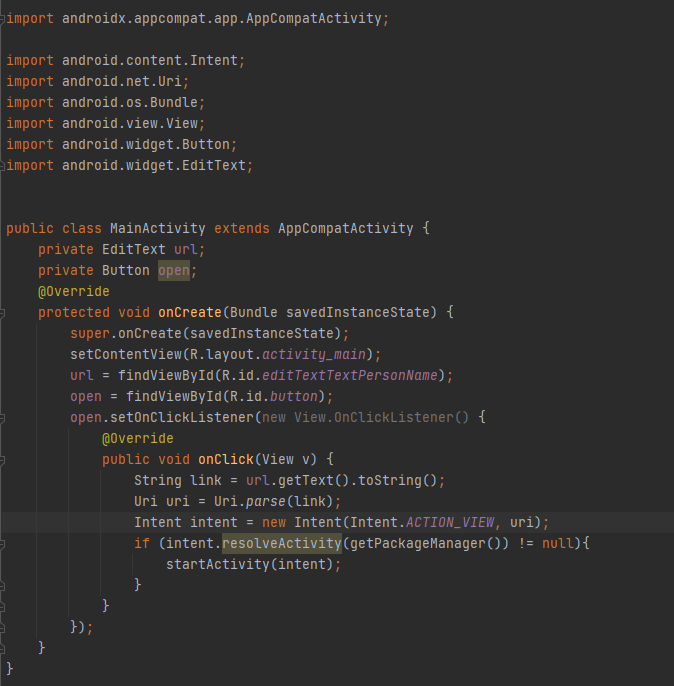 import androidx.appcompat.app.AppCompatActivity;
import android.content.Intent;
import android.net.Uri;
import android.os.Bundle;
import android.view.View;
import android.widget.Button;
import android.widget.EditText;
public class MainActivity extends AppCompatActivity {
    private EditText url;
    private Button open;
    @Override
    protected void onCreate(Bundle savedInstanceState) {
        super.onCreate(savedInstanceState);
        setContentView(R.layout.activity_main);
        url = findViewById(R.id.editTextTextPersonName);
        open = findViewById(R.id.button);
        open.setOnClickListener(new View.OnClickListener() {
            @Override
            public void onClick(View v) {
                String link = url.getText().toString();
                Uri uri = Uri.parse(link);
                Intent intent = new Intent(Intent.ACTION_VIEW, uri);
                if (intent.resolveActivity(getPackageManager()) != null){
                    startActivity(intent);
                }
            }
        });
    }
}